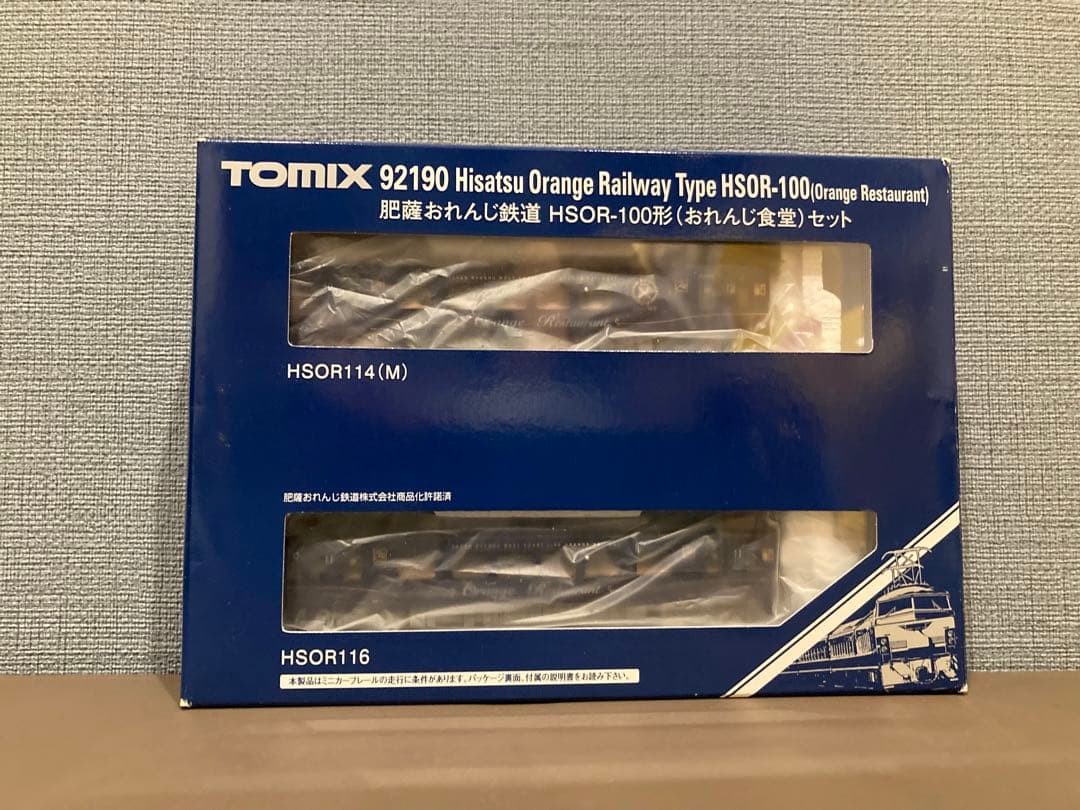 TOMIX 92190 Hisatsu Orange Railway Type HSOR-100(Orange Restaurant)
肥薩おれんじ鉄道 HSOR-100形(おれんじ食堂)セット
Orange Restaurant
HSOR114(M)
肥薩おれんじ鉄道株式会社商品化許諾済
Orange Restaurant
HSOR116
本製品はミニカーブレールの走行に条件があります。パッケージ裏面、付属の説明書をお読み下さい。